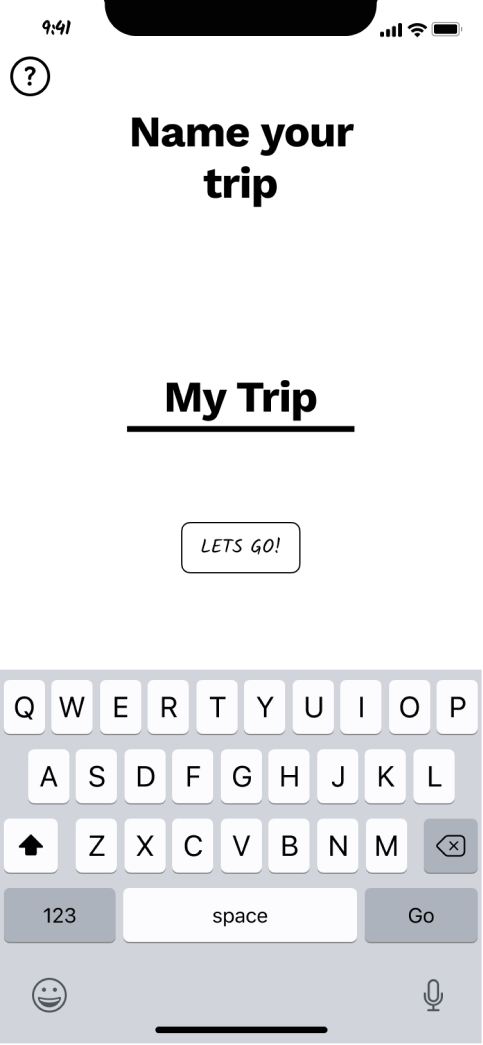 9:41
?
Name your
trip
My Trip
LETS GO!
Q W E R T Y U I O P
A S D F G H J K L
Z X C V B N M
123 space Go